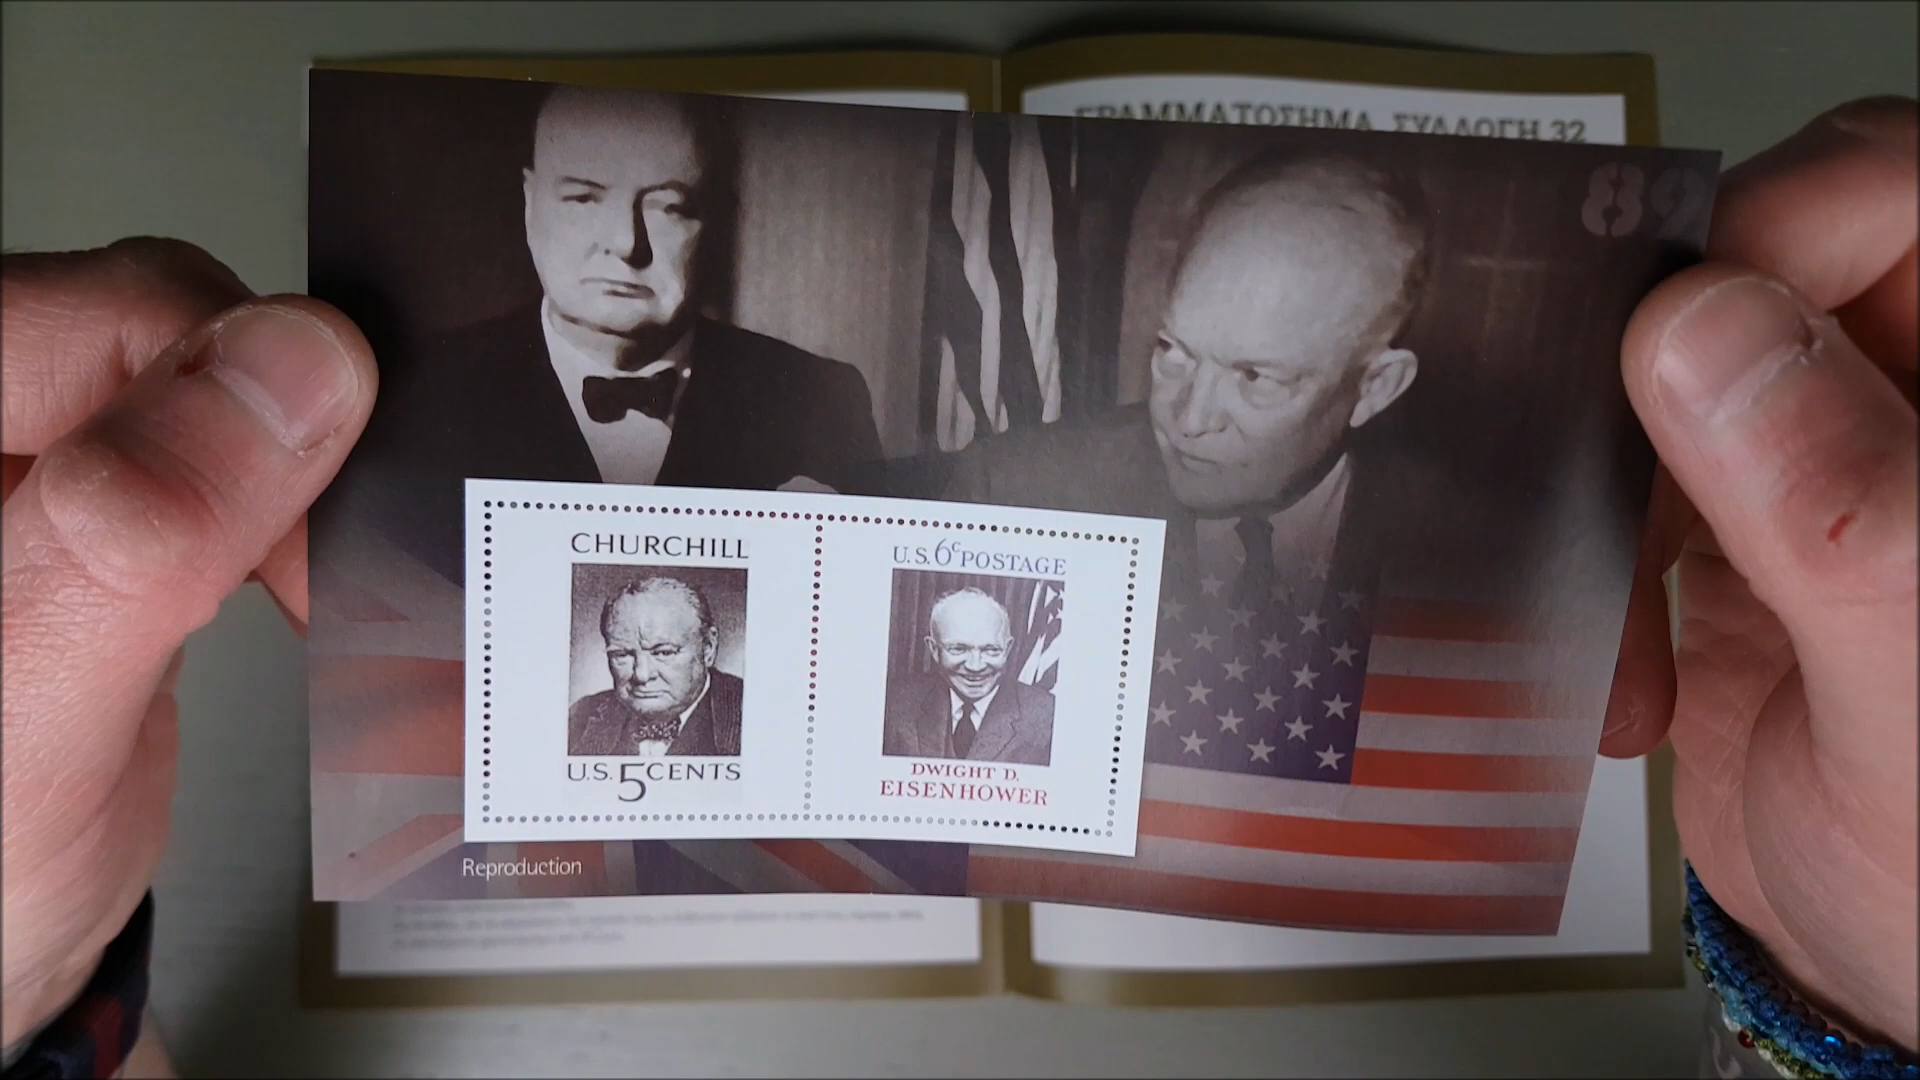 ΓΡΑΜΜΑΤΟΣΗΜΑ ΣΥΛΛΟΓΗ 32
89
CHURCHILL
U.S. 5 CENTS
U.S. 6c POSTAGE
DWIGHT D.
EISENHOWER
Reproduction